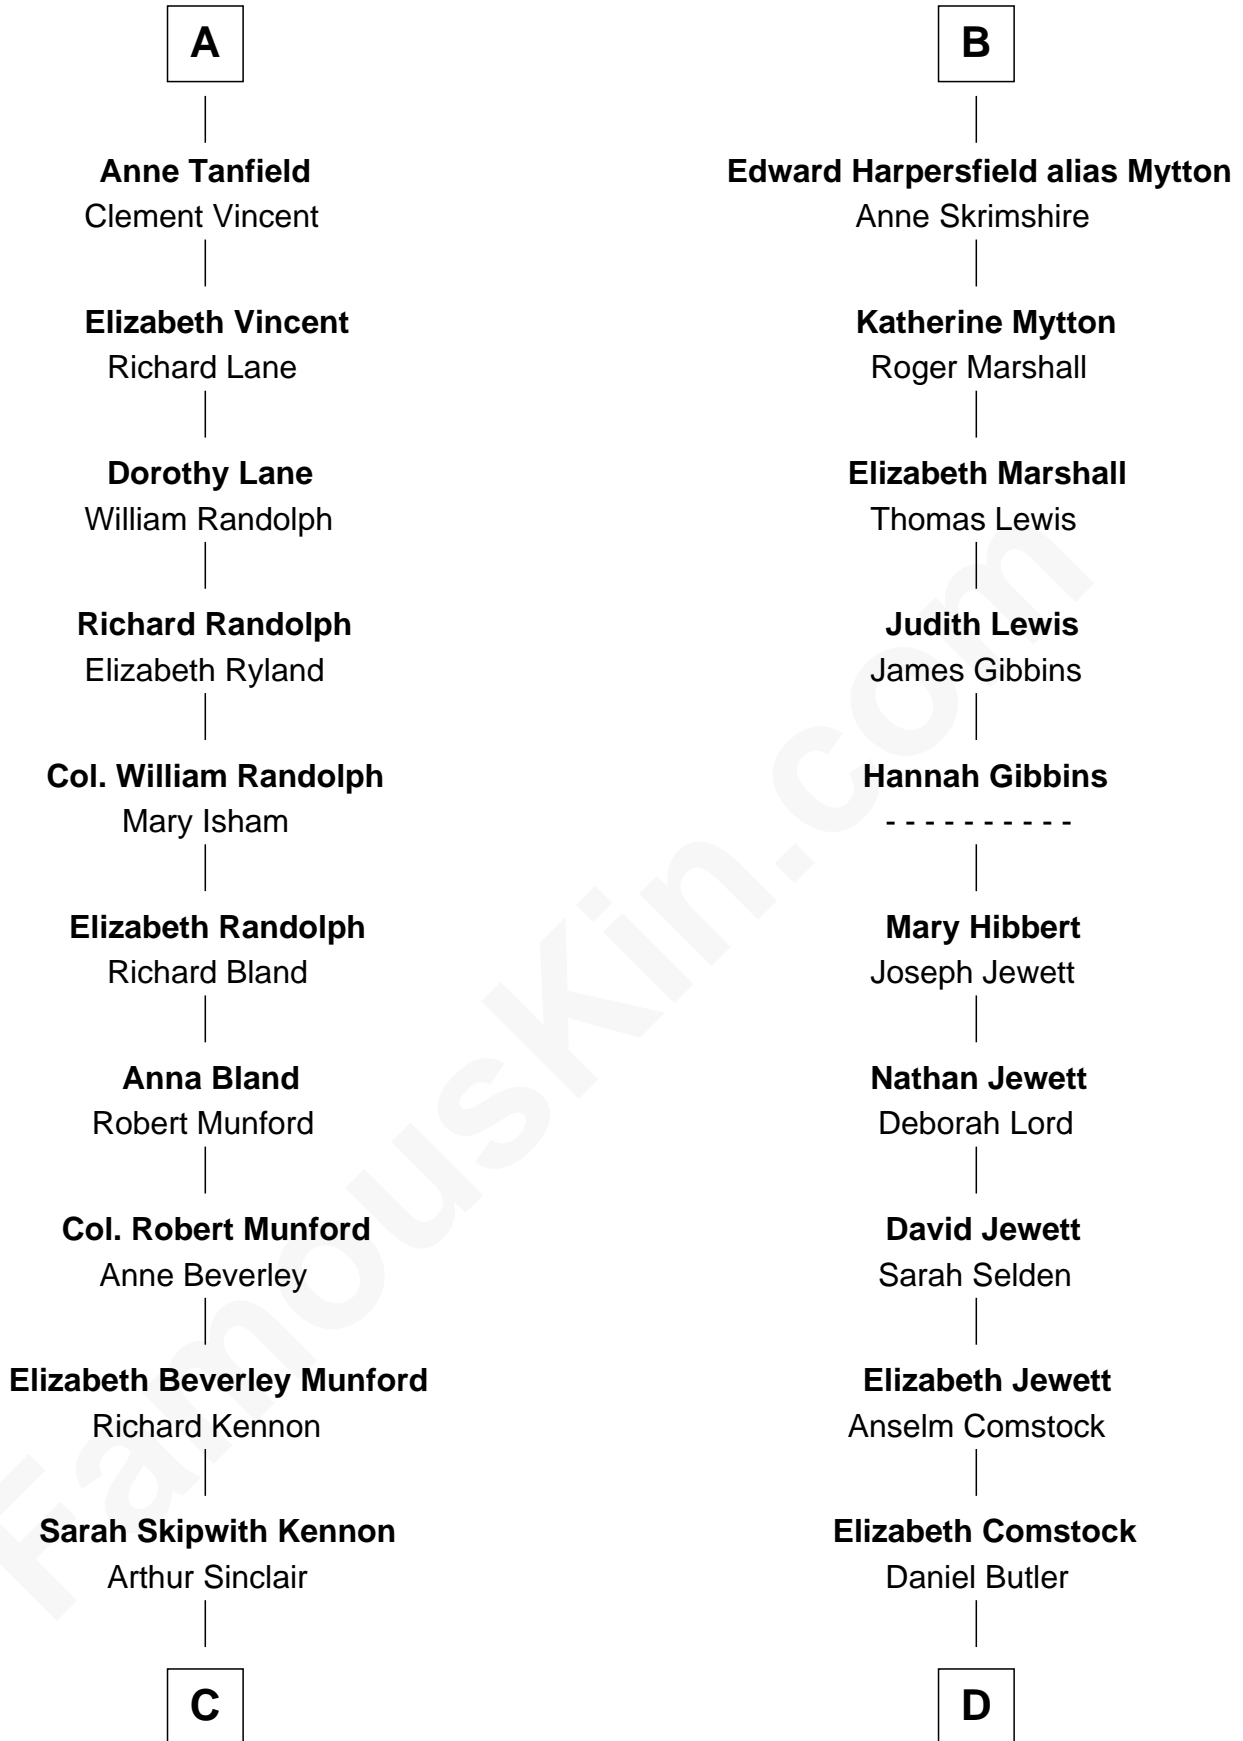 A
Anne Tanfield
Clement Vincent
Elizabeth Vincent
Richard Lane
Dorothy Lane
William Randolph
Richard Randolph
Elizabeth Ryland
Col. William Randolph
Mary Isham
Elizabeth Randolph
Richard Bland
Anna Bland
Robert Munford
Col. Robert Munford
Anne Beverley
Elizabeth Beverley Munford
Richard Kennon
Sarah Skipwith Kennon
Arthur Sinclair
C
B
Edward Harpersfield alias Mytton
Anne Skrimshire
Katherine Mytton
Roger Marshall
Elizabeth Marshall
Thomas Lewis
Judith Lewis
James Gibbins
Hannah Gibbins
- - - - - - - - - -
Mary Hibbert
Joseph Jewett
Nathan Jewett
Deborah Lord
David Jewett
Sarah Selden
Elizabeth Jewett
Anselm Comstock
Elizabeth Comstock
Daniel Butler
D
FamousKin.com